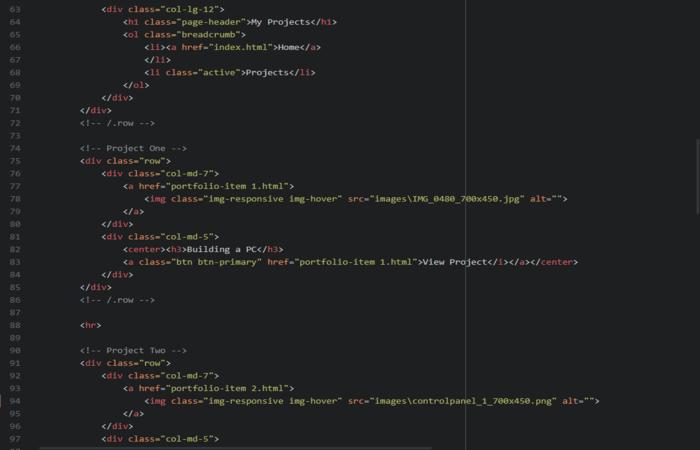 63 <div class="col-lg-12">
64 <h1 class="page-header">My Projects</h1>
65 <ol class="breadcrumb">
66 <li><a href="index.html">Home</a>
67 </li>
68 <li class="active">Projects</li>
69 </ol>
70 </div>
71 </div>
72 <!-- /.row -->
73
74 <!-- Project One -->
75 <div class="row">
76 <div class="col-md-7">
77 <a href="portfolio-item 1.html">
78 <img class="img-responsive img-hover" src="images\IMG_0480_700x450.jpg" alt="">
79 </a>
80 </div>
81 <div class="col-md-5">
82 <center><h3>Building a PC</h3>
83 <a class="btn btn-primary" href="portfolio-item 1.html">View Project</i></a></center>
84 </div>
85 </div>
86 <!-- /.row -->
87
88 <hr>
89
90 <!-- Project Two -->
91 <div class="row">
92 <div class="col-md-7">
93 <a href="portfolio-item 2.html">
94 <img class="img-responsive img-hover" src="images\controlpanel_1_700x450.png" alt="">
95 </a>
96 </div>
97 <div class="col-md-5">